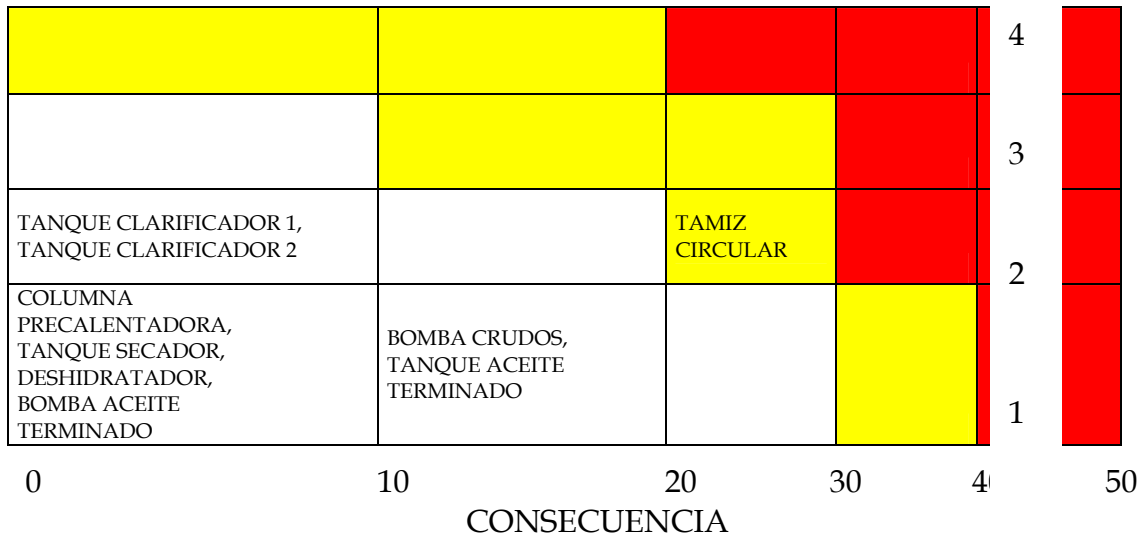 4
3
TANQUE CLARIFICADOR 1,
TANQUE CLARIFICADOR 2
TAMIZ
CIRCULAR
2
COLUMNA
PRECALENTADORA,
TANQUE SECADOR,
DESHIDRATADOR,
BOMBA ACEITE
TERMINADO
BOMBA CRUDOS,
TANQUE ACEITE
TERMINADO
1
0 10 20 30 4 50
CONSECUENCIA